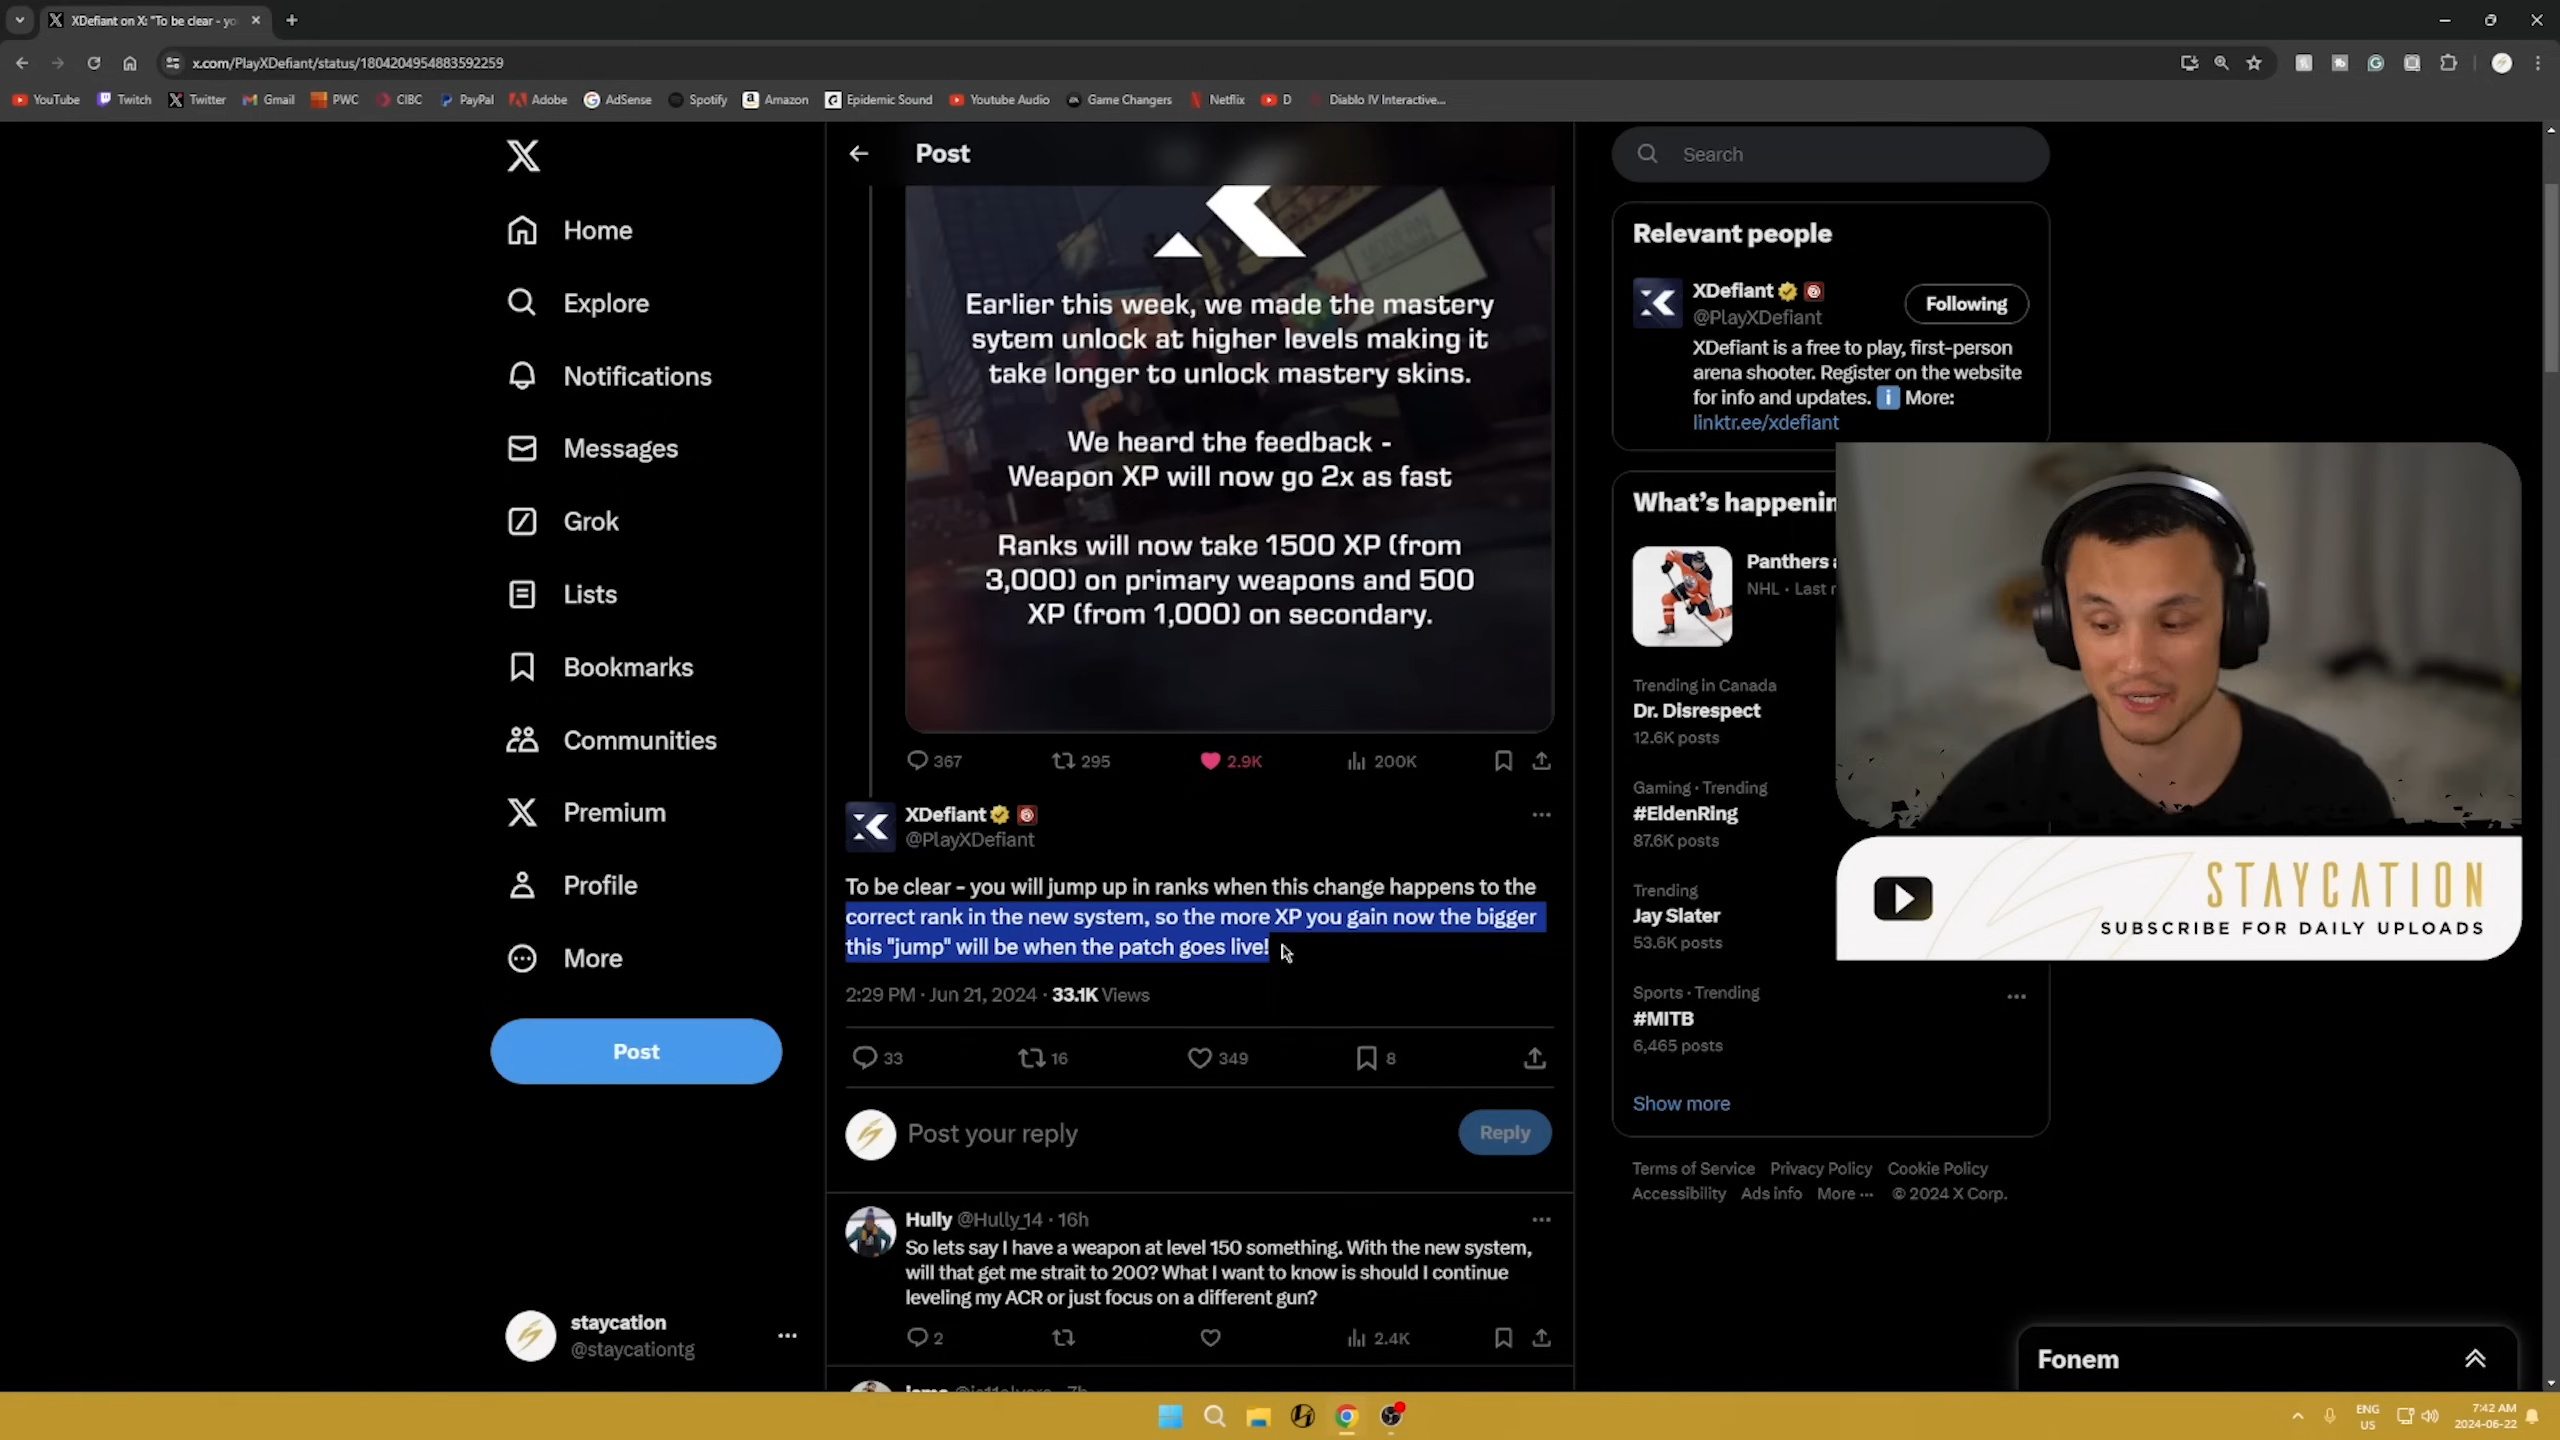 XDefiant on X: "To be clear - yo
x.com/PlayXDefiant/status/1804204954883592259
YouTube
Twitch
Twitter
Gmail
PWC
CIBC
PayPal
Adobe
AdSense
Spotify
Amazon
Epidemic Sound
Youtube Audio
Game Changers
Netflix
D
Diablo IV Interactive...
Home
Explore
Notifications
Messages
Grok
Lists
Bookmarks
Communities
Premium
Profile
More
Post
staycation
@staycationtg
Post
Earlier this week, we made the mastery
sytem unlock at higher levels making it
take longer to unlock mastery skins.
We heard the feedback -
Weapon XP will now go 2x as fast
Ranks will now take 1500 XP (from
3,000) on primary weapons and 500
XP (from 1,000) on secondary.
367
295
2.9K
200K
XDefiant
@PlayXDefiant
To be clear - you will jump up in ranks when this change happens to the
correct rank in the new system, so the more XP you gain now the bigger
this "jump" will be when the patch goes live!
2:29 PM · Jun 21, 2024 · 33.1K Views
33
16
349
8
Post your reply
Reply
Hully @Hully_14 · 16h
So lets say I have a weapon at level 150 something. With the new system,
will that get me strait to 200? What I want to know is should I continue
leveling my ACR or just focus on a different gun?
2
2.4K
Search
Relevant people
XDefiant
@PlayXDefiant
Following
XDefiant is a free to play, first-person
arena shooter. Register on the website
for info and updates. More:
linktr.ee/xdefiant
What's happenin
Panthers
NHL · Last
Trending in Canada
Dr. Disrespect
12.6K posts
Gaming · Trending
#EldenRing
87.6K posts
Trending
Jay Slater
53.6K posts
Sports · Trending
#MITB
6,465 posts
Show more
Terms of Service Privacy Policy Cookie Policy
Accessibility Ads info More ··· © 2024 X Corp.
STAYCATION
SUBSCRIBE FOR DAILY UPLOADS
Fonem
ENG
US
7:42 AM
2024-06-22